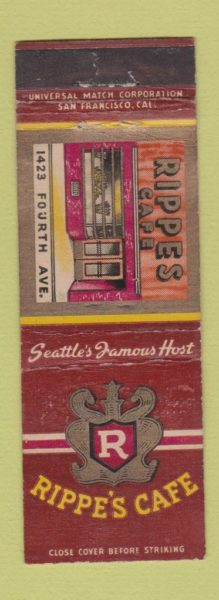 UNIVERSAL MATCH CORPORATION
SAN FRANCISCO, CAL.
RIPPES
CAFE
1423 FOURTH AVE.
Seattle's Famous Host
R
RIPPE'S CAFE
CLOSE COVER BEFORE STRIKING